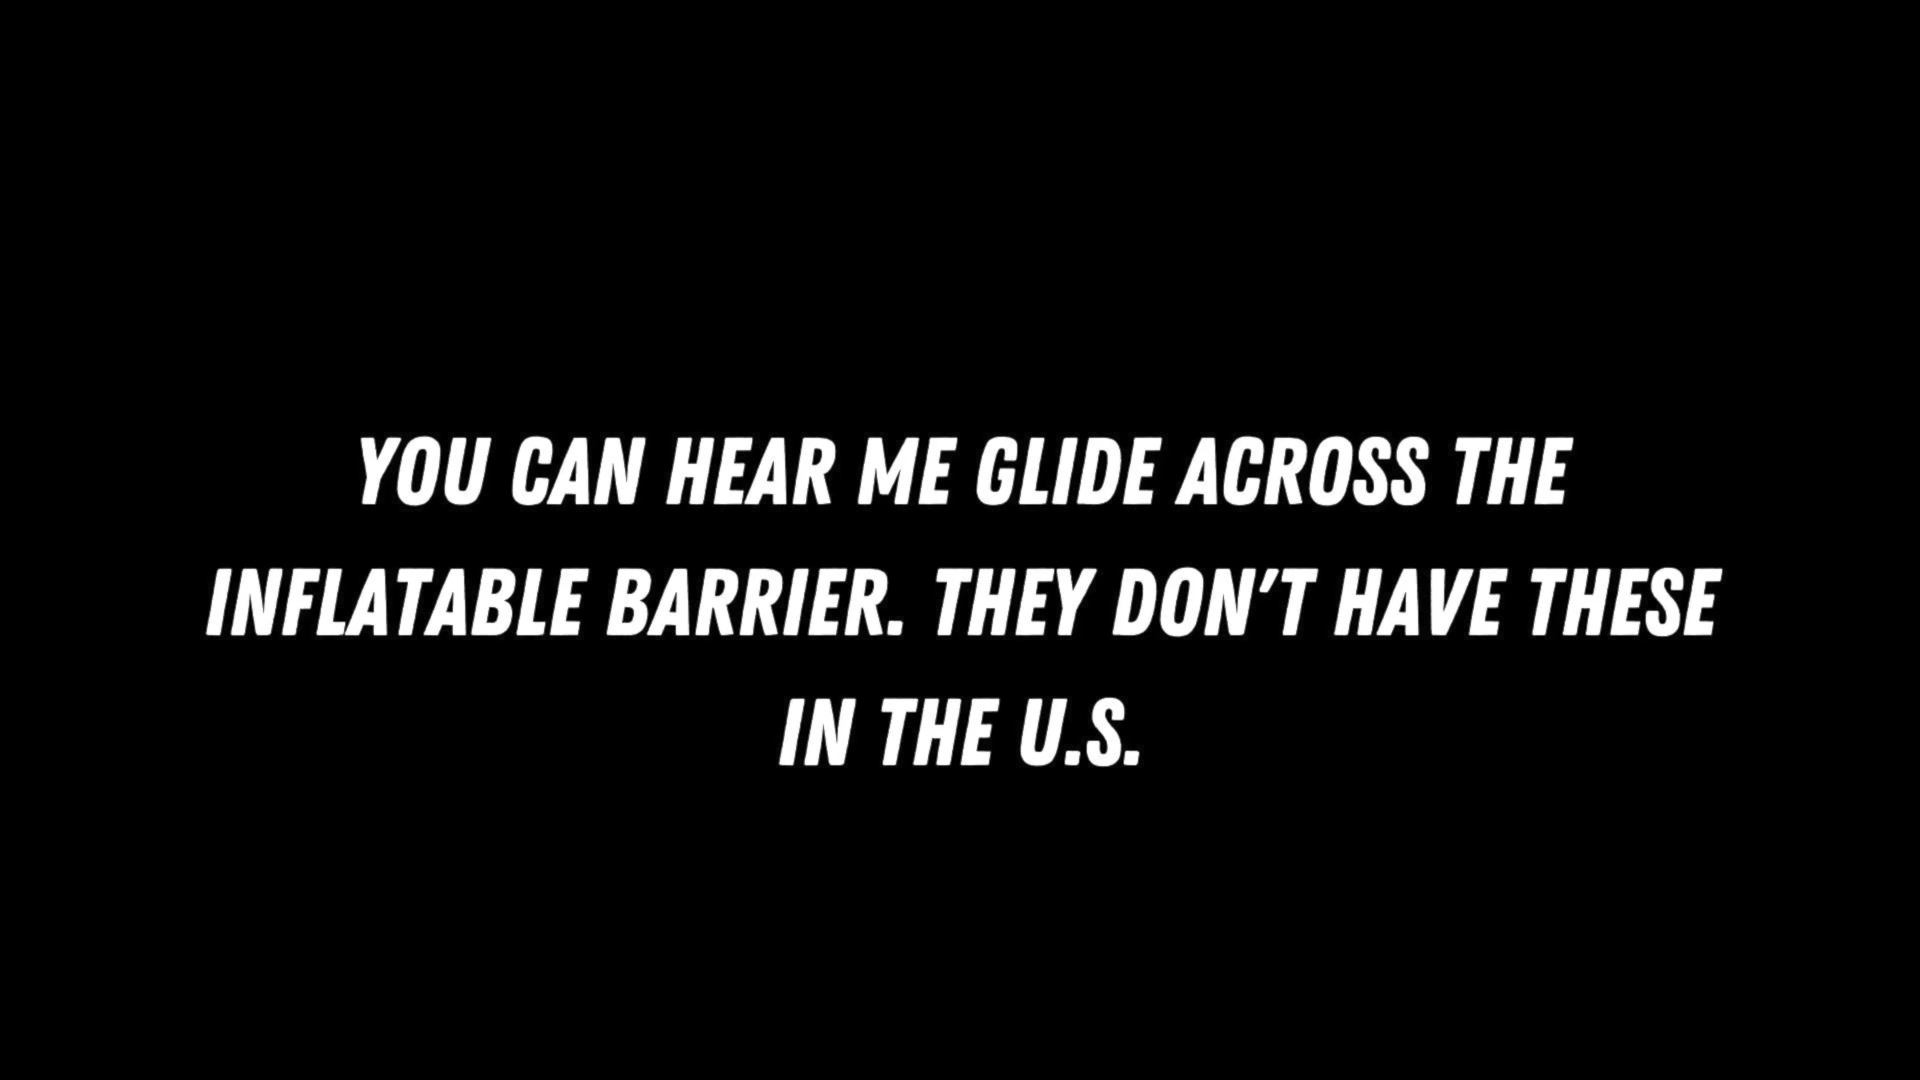 YOU CAN HEAR ME GLIDE ACROSS THE
INFLATABLE BARRIER. THEY DON'T HAVE THESE
IN THE U.S.